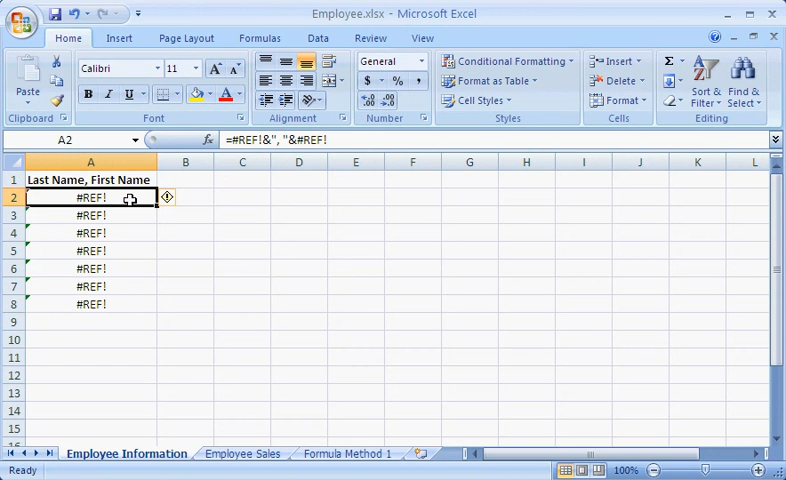 Employee.xlsx - Microsoft Excel
Home Insert Page Layout Formulas Data Review View
Paste
Clipboard
Calibri 11
B I U
Font
Alignment
General
$ % ,
Number
Conditional Formatting
Format as Table
Cell Styles
Styles
Insert
Delete
Format
Cells
Σ
Sort & Filter
Find & Select
Editing
A2 fx =#REF!&", "&#REF!
A B C D E F G H I J K L
1 Last Name, First Name
2 #REF!
3 #REF!
4 #REF!
5 #REF!
6 #REF!
7 #REF!
8 #REF!
9
10
11
12
13
14
15
16
Employee Information Employee Sales Formula Method 1
Ready 100%